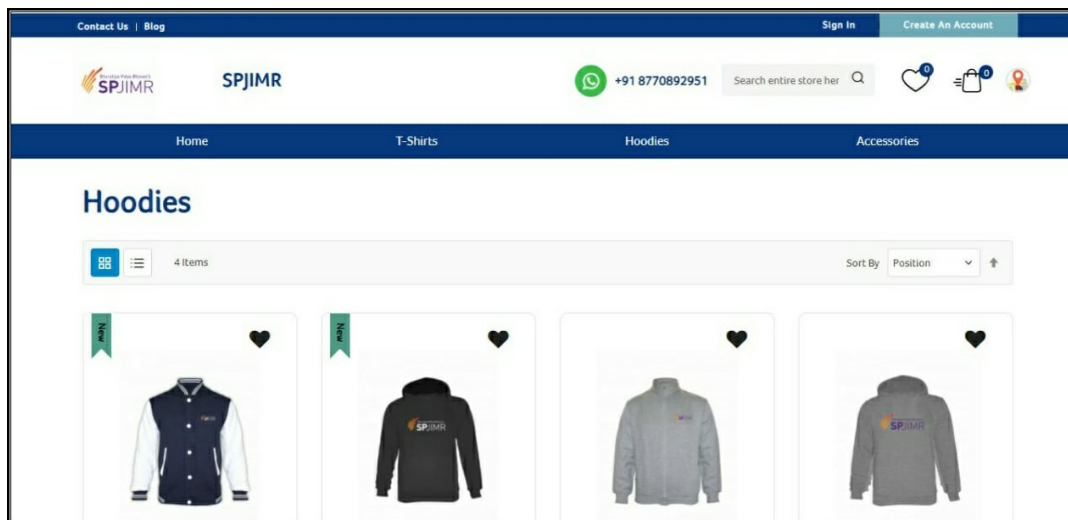 Contact Us | Blog
Sign In
Create An Account
SPJIMR
SPJIMR
+91 8770892951
Search entire store her
0
0
Home
T-Shirts
Hoodies
Accessories
Hoodies
4 Items
Sort By
Position
New
New
SPJIMR
SPJIMR